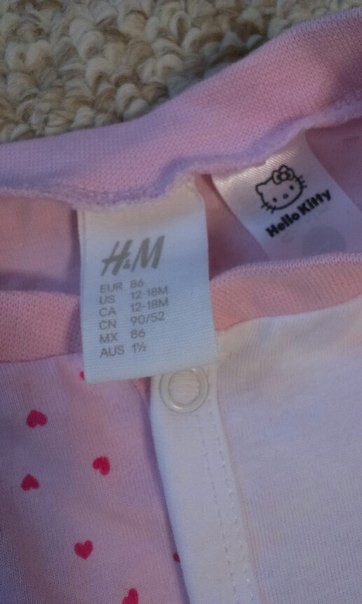 H&M
EUR 86
US 12-18M
CA 12-18M
CN 90/52
MX 86
AUS 1½
Hello Kitty